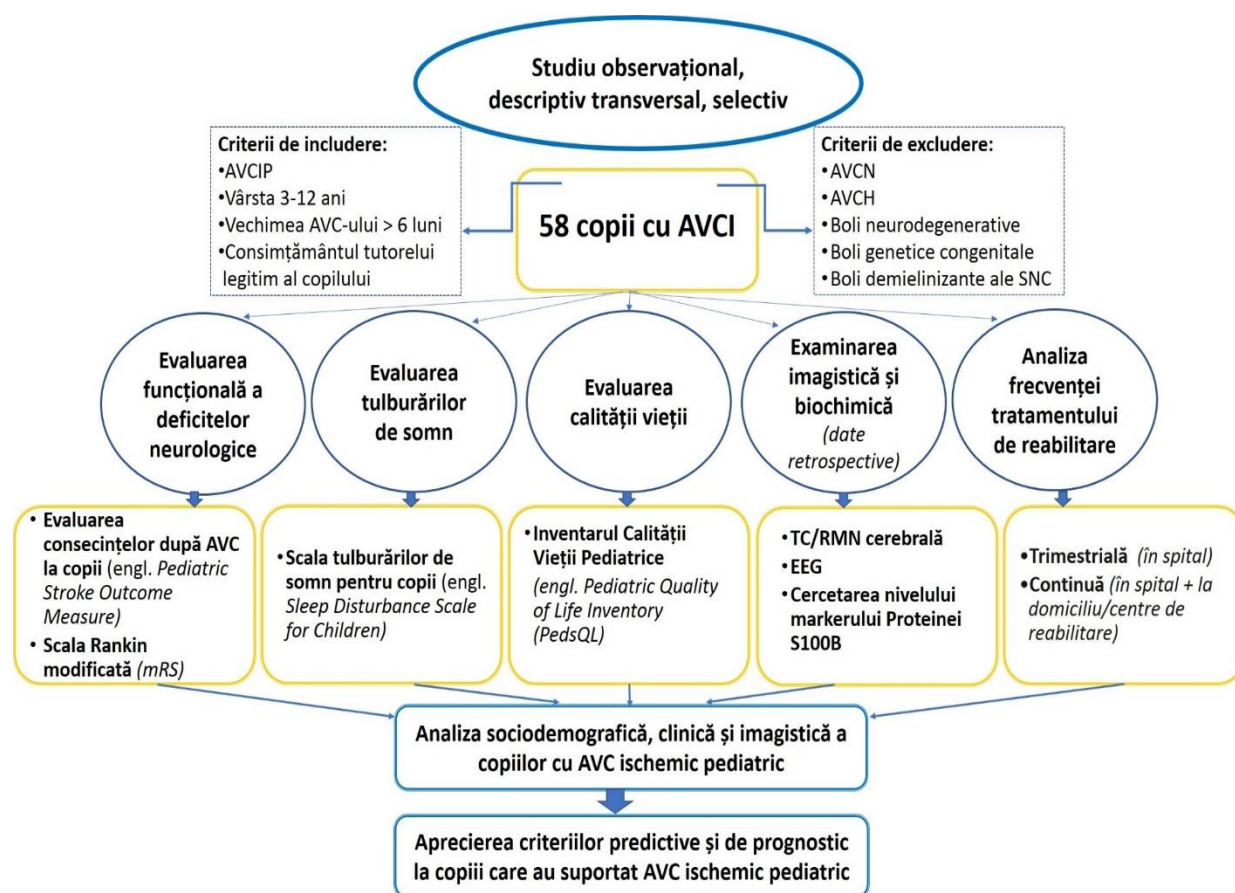 Studiu observațional,
descriptiv transversal, selectiv
Criterii de includere:
•AVCIP
•Vârsta 3-12 ani
•Vechimea AVC-ului > 6 luni
•Consimțământul tutorelui
legitim al copilului
58 copii cu AVCI
Criterii de excludere:
•AVCN
•AVCH
•Boli neurodegenerative
•Boli genetice congenitale
•Boli demielinizante ale SNC
Evaluarea
funcțională a
deficitelor
neurologice
Evaluarea
tulburărilor
de somn
Evaluarea
calității vieții
Examinarea
imagistică și
biochimică
(date
retrospective)
Analiza
frecvenței
tratamentului
de reabilitare
• Evaluarea
consecințelor după AVC
la copii (engl. Pediatric
Stroke Outcome
Measure)
• Scala Rankin
modificată (mRS)
• Scala tulburărilor de
somn pentru copii (engl.
Sleep Disturbance Scale
for Children)
• Inventarul Calității
Vieții Pediatrice
(engl. Pediatric Quality
of Life Inventory
(PedsQL)
•TC/RMN cerebrală
•EEG
•Cercetarea nivelului
markerului Proteinei
S100B
•Trimestrială (în spital)
•Continuă (în spital + la
domiciliu/centre de
reabilitare)
Analiza sociodemografică, clinică și imagistică a
copiilor cu AVC ischemic pediatric
Aprecierea criteriilor predictive și de prognostic
la copiii care au suportat AVC ischemic pediatric